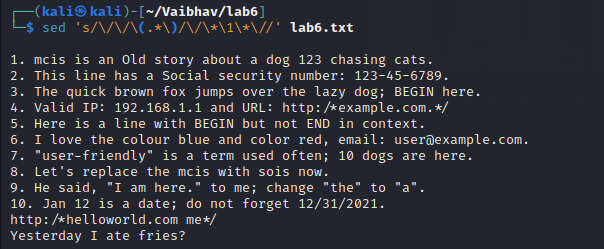 ┌──(kali㉿kali)-[~/Vaibhav/lab6]
└─$ sed 's/\/\/\(.*\)/\/\*\1\*\//' lab6.txt
1. mcis is an Old story about a dog 123 chasing cats.
2. This line has a Social security number: 123-45-6789.
3. The quick brown fox jumps over the lazy dog; BEGIN here.
4. Valid IP: 192.168.1.1 and URL: http:/*example.com.*/
5. Here is a line with BEGIN but not END in context.
6. I love the colour blue and color red, email: user@example.com.
7. "user-friendly" is a term used often; 10 dogs are here.
8. Let's replace the mcis with sois now.
9. He said, "I am here." to me; change "the" to "a".
10. Jan 12 is a date; do not forget 12/31/2021.
http:/*helloworld.com me*/
Yesterday I ate fries?